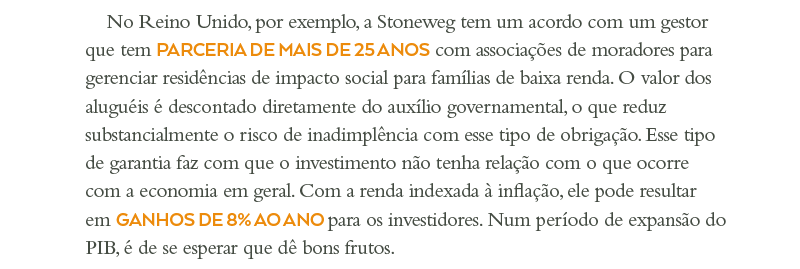 No Reino Unido, por exemplo, a Stoneweg tem um acordo com um gestor
que tem PARCERIA DE MAIS DE 25 ANOS com associações de moradores para
gerenciar residências de impacto social para famílias de baixa renda. O valor dos
aluguéis é descontado diretamente do auxílio governamental, o que reduz
substancialmente o risco de inadimplência com esse tipo de obrigação. Esse tipo
de garantia faz com que o investimento não tenha relação com o que ocorre
com a economia em geral. Com a renda indexada à inflação, ele pode resultar
em GANHOS DE 8% AO ANO para os investidores. Num período de expansão do
PIB, é de se esperar que dê bons frutos.